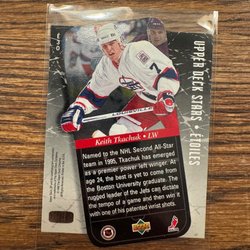 UPPER DECK STARS • ÉTOILES
7
Keith Tkachuk • LW
Named to the NHL Second All-Star
team in 1995, Tkachuk has emerged
as a premier power left winger. At
age 24, the best is yet to come from
the Boston University graduate. The
rugged leader of the Jets can dictate
the tempo of a game and then win it
with one of his patented wrist shots.